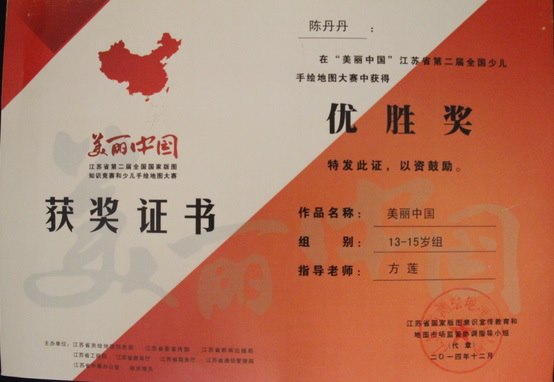 美丽中国
江苏省第二届全国国家版图
知识竞赛和少儿手绘地图大赛
获奖证书
主办单位：
陈丹丹：
在“美丽中国”江苏省第二届全国少儿
手绘地图大赛中获得
优胜奖
特发此证，以资鼓励。
作品名称：美丽中国
组别：13-15岁组
指导老师：方莲
江苏省国家版图意识宣传教育和
地图市场监管协调指导小组
（代章）
二〇一四年十二月